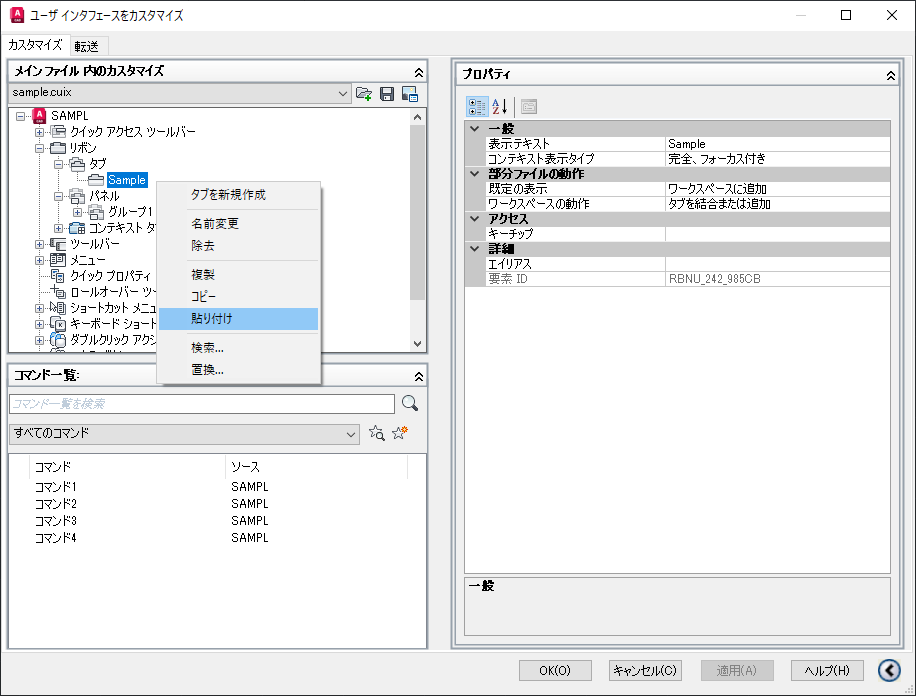 ユーザ インタフェースをカスタマイズ
カスタマイズ
転送
メイン ファイル 内のカスタマイズ
sample.cuix
SAMPL
クイック アクセス ツールバー
リボン
タブ
Sample
パネル
グループ1
コンテキスト タ
ツールバー
メニュー
クイック プロパティ
ロールオーバー ツー
ショートカット メニュ
キーボード ショート
ダブルクリック アクシ
タブを新規作成
名前変更
除去
複製
コピー
貼り付け
検索...
置換...
コマンド一覧:
コマンド一覧を検索
すべてのコマンド
コマンド ソース
コマンド1 SAMPL
コマンド2 SAMPL
コマンド3 SAMPL
コマンド4 SAMPL
プロパティ
一般
表示テキスト Sample
コンテキスト表示タイプ 完全、フォーカス付き
部分ファイルの動作
既定の表示 ワークスペースに追加
ワークスペースの動作 タブを結合または追加
アクセス
キーチップ
詳細
エイリアス
要素 ID RBNU_242_985CB
一般
OK(O)
キャンセル(C)
適用(A)
ヘルプ(H)